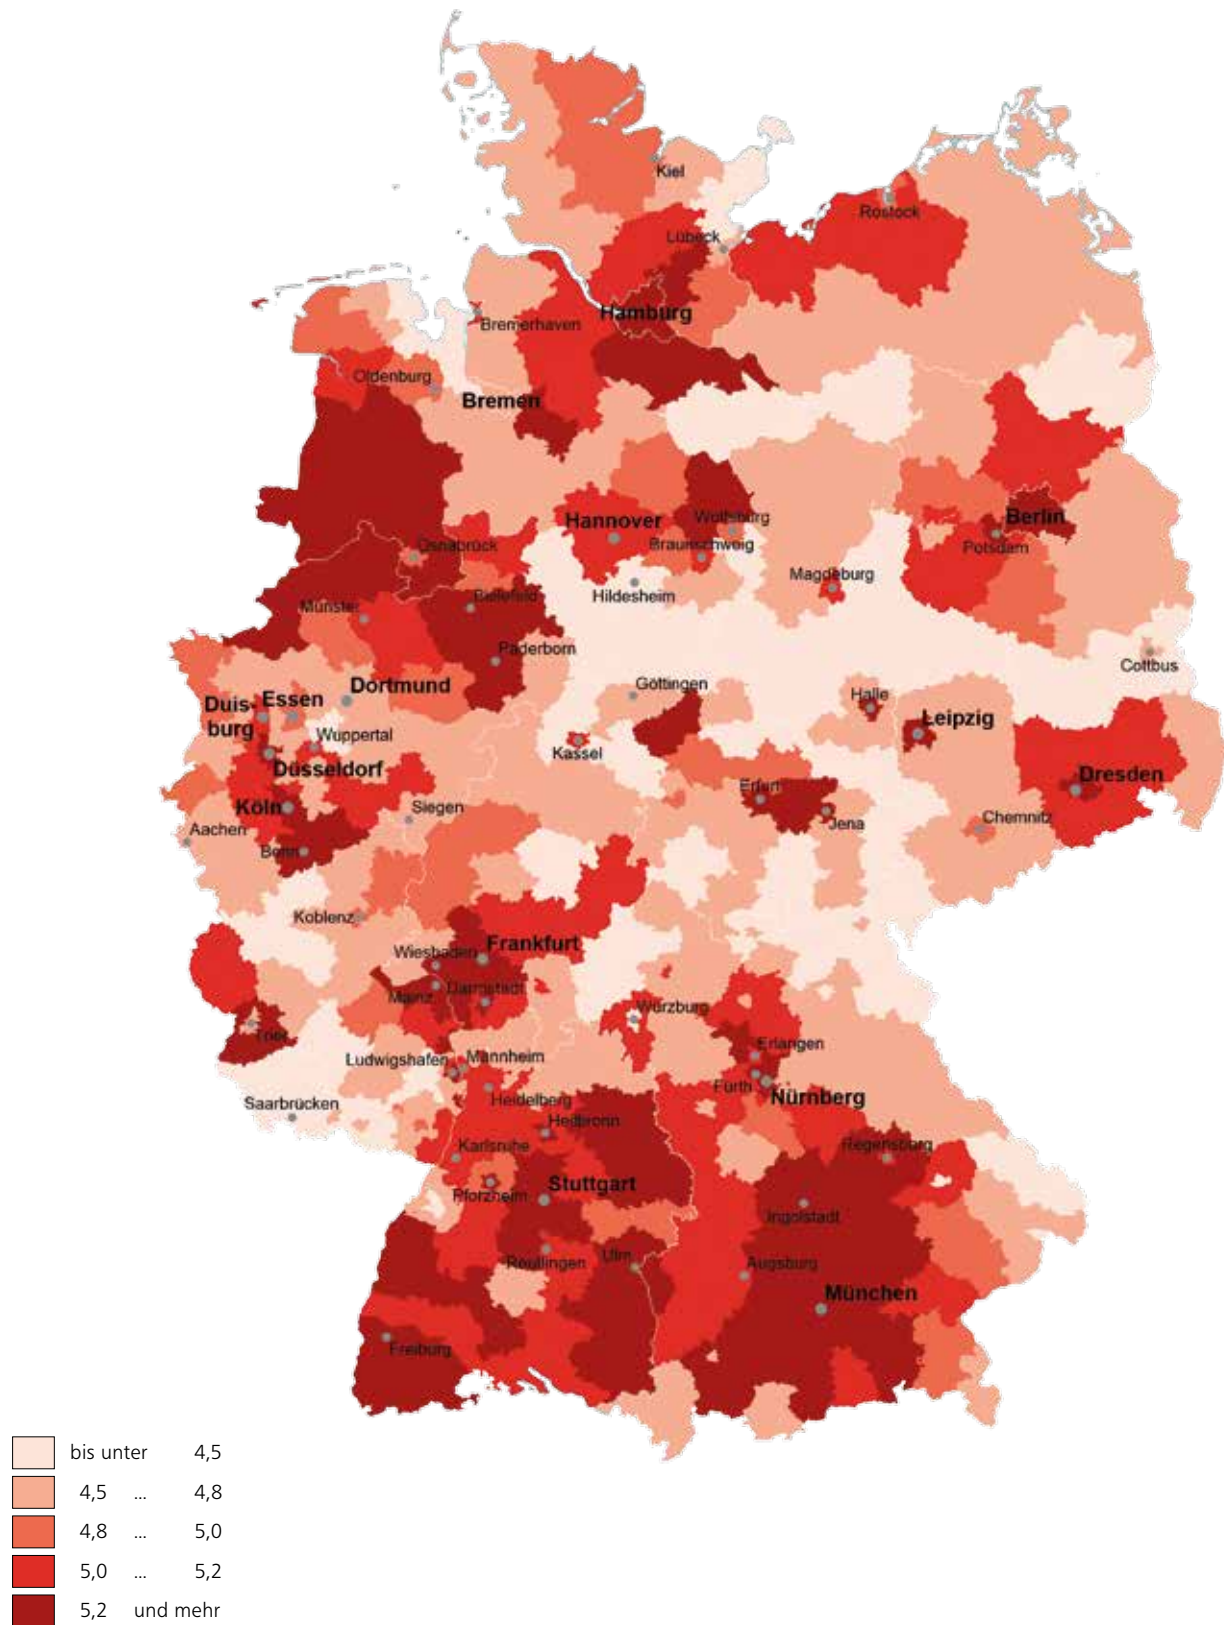 Kiel
Rostock
Lübeck
Hamburg
Bremerhaven
Oldenburg
Bremen
Hannover
Wolfsburg
Berlin
Osnabrück
Braunschweig
Potsdam
Magdeburg
Hildesheim
Bielefeld
Münster
Paderborn
Cottbus
Göttingen
Dortmund
Essen
Halle
Duis-
burg
Leipzig
Wuppertal
Kassel
Düsseldorf
Dresden
Erfurt
Köln
Siegen
Chemnitz
Jena
Aachen
Bonn
Koblenz
Frankfurt
Wiesbaden
Darmstadt
Mainz
Würzburg
Trier
Erlangen
Ludwigshafen
Mannheim
Fürth
Nürnberg
Heidelberg
Saarbrücken
Heilbronn
Karlsruhe
Regensburg
Stuttgart
Pforzheim
Ingolstadt
Reutlingen
Ulm
Augsburg
München
Freiburg
bis unter 4,5
4,5 ... 4,8
4,8 ... 5,0
5,0 ... 5,2
5,2 und mehr